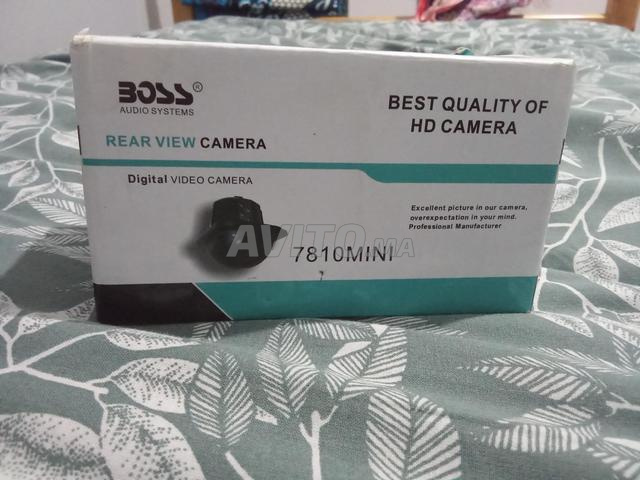 BOSS®
AUDIO SYSTEMS
REAR VIEW CAMERA
Digital VIDEO CAMERA
BEST QUALITY OF
HD CAMERA
Excellent picture in our camera,
overexpectation in your mind.
Professional Manufacturer
AVITO.MA
7810MINI